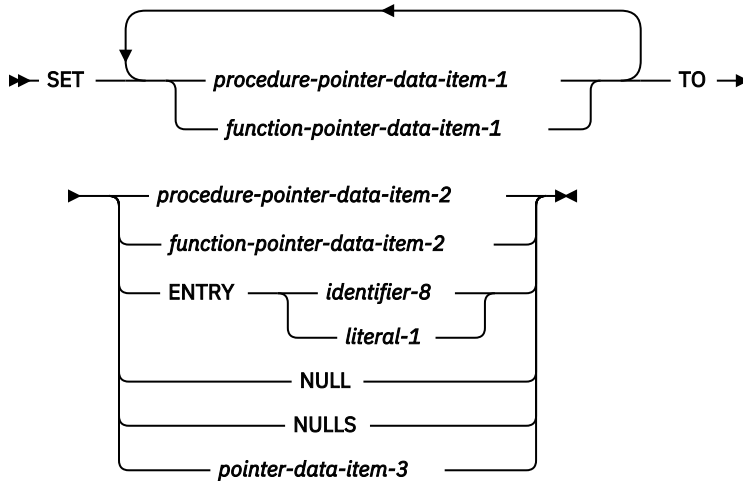 SET procedure-pointer-data-item-1 TO
function-pointer-data-item-1
procedure-pointer-data-item-2
function-pointer-data-item-2
ENTRY identifier-8
literal-1
NULL
NULLS
pointer-data-item-3